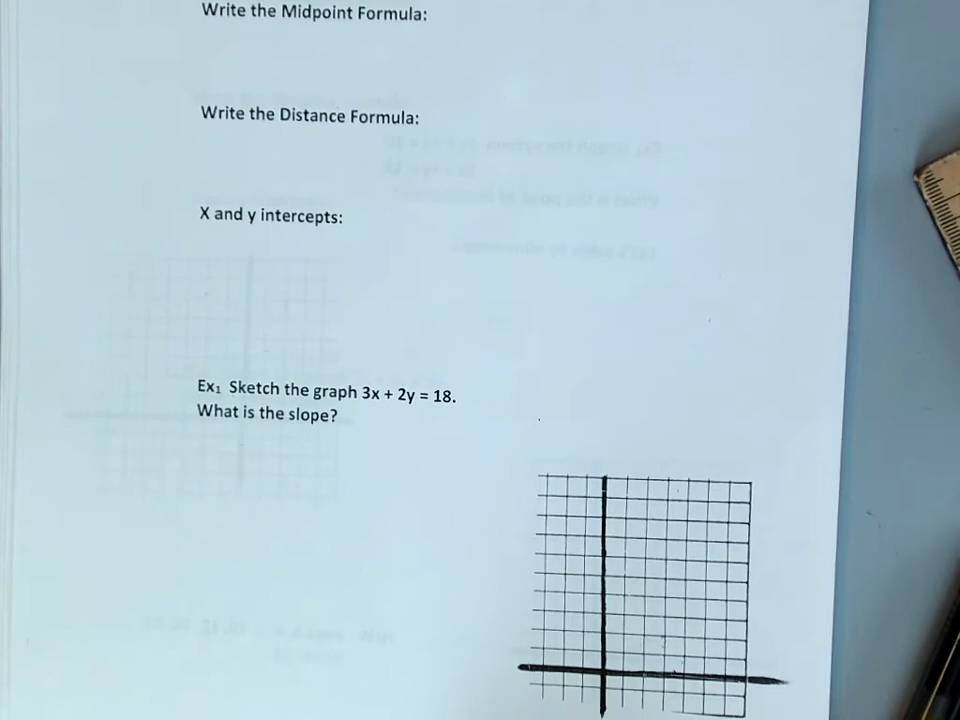 Write the Midpoint Formula:
Write the Distance Formula:
X and y intercepts:
Ex₁ Sketch the graph 3x + 2y = 18.
What is the slope?